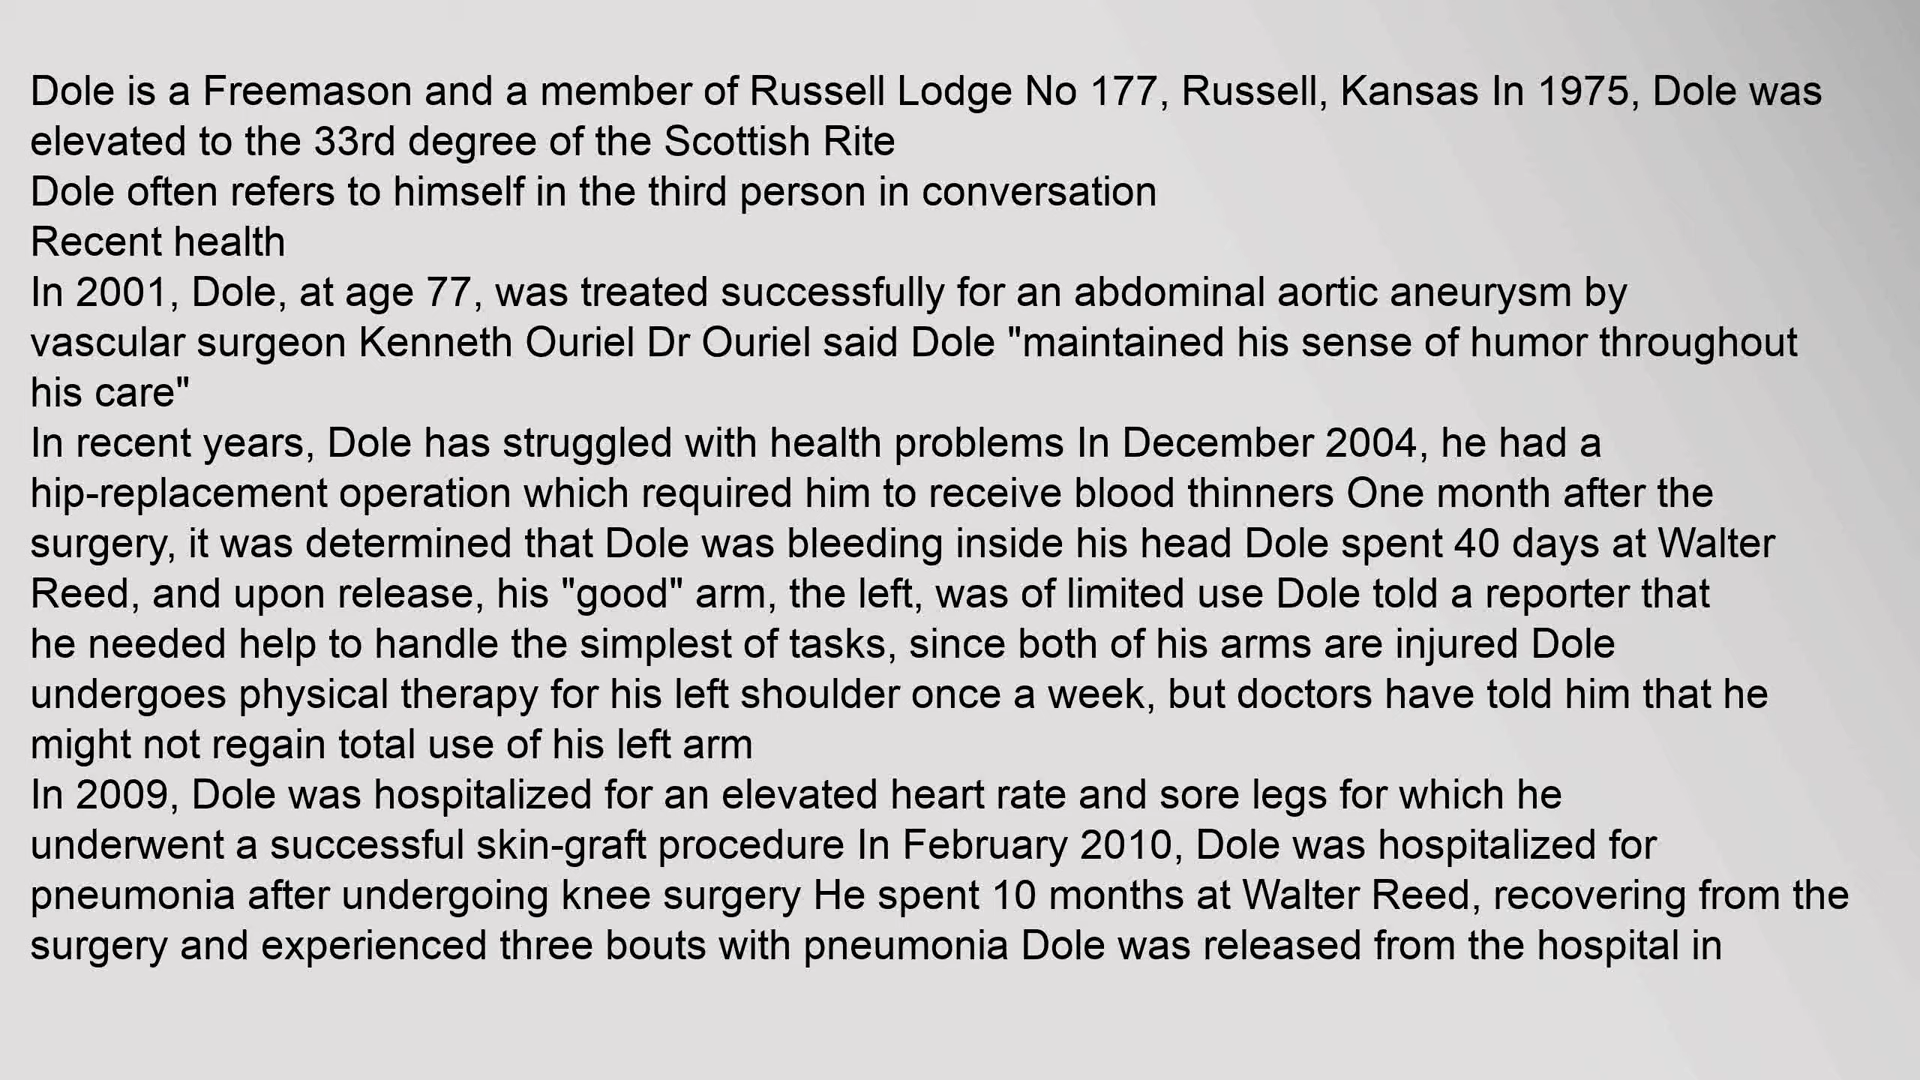 Dole is a Freemason and a member of Russell Lodge No 177, Russell, Kansas In 1975, Dole was
elevated to the 33rd degree of the Scottish Rite
Dole often refers to himself in the third person in conversation
Recent health
In 2001, Dole, at age 77, was treated successfully for an abdominal aortic aneurysm by
vascular surgeon Kenneth Ouriel Dr Ouriel said Dole "maintained his sense of humor throughout
his care"
In recent years, Dole has struggled with health problems In December 2004, he had a
hip-replacement operation which required him to receive blood thinners One month after the
surgery, it was determined that Dole was bleeding inside his head Dole spent 40 days at Walter
Reed, and upon release, his "good" arm, the left, was of limited use Dole told a reporter that
he needed help to handle the simplest of tasks, since both of his arms are injured Dole
undergoes physical therapy for his left shoulder once a week, but doctors have told him that he
might not regain total use of his left arm
In 2009, Dole was hospitalized for an elevated heart rate and sore legs for which he
underwent a successful skin-graft procedure In February 2010, Dole was hospitalized for
pneumonia after undergoing knee surgery He spent 10 months at Walter Reed, recovering from the
surgery and experienced three bouts with pneumonia Dole was released from the hospital in